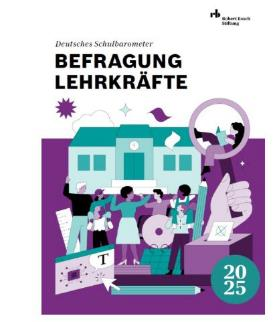 Robert Bosch
Stiftung
Deutsches Schulbarometer
BEFRAGUNG
LEHRKRÄFTE
T
20
25